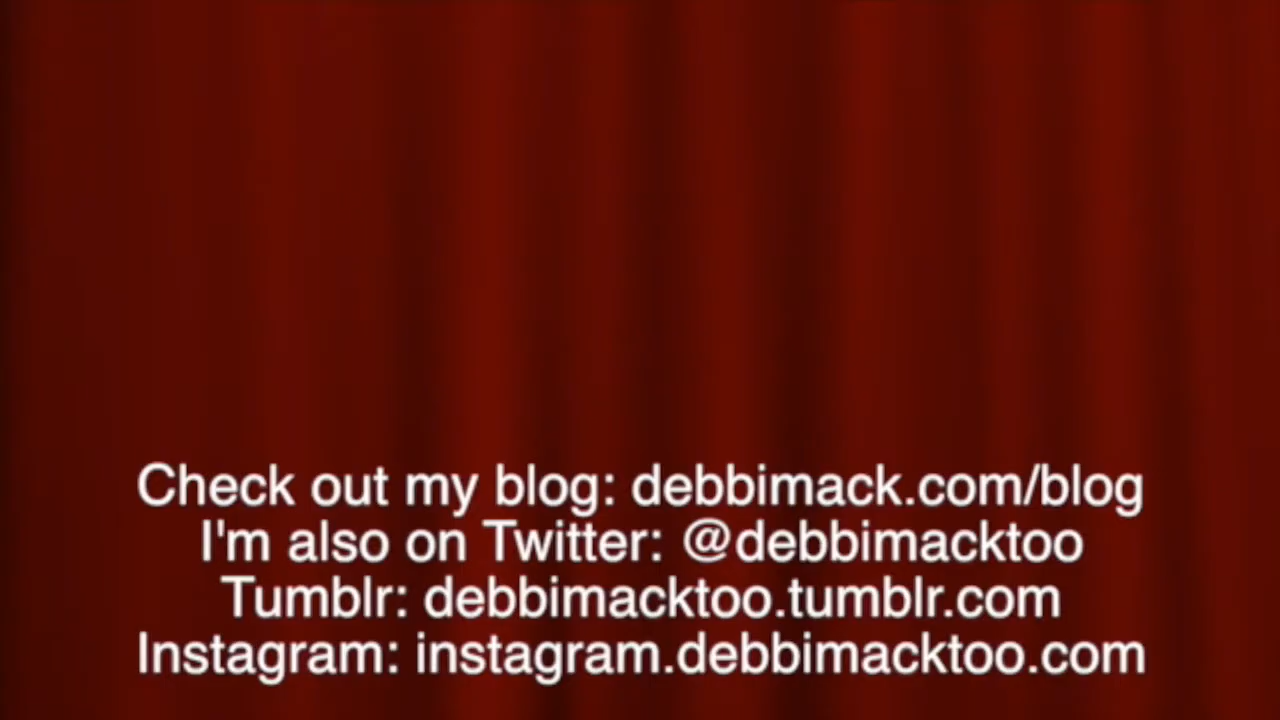 Check out my blog: debbimack.com/blog
I'm also on Twitter: @debbimacktoo
Tumblr: debbimacktoo.tumblr.com
Instagram: instagram.debbimacktoo.com